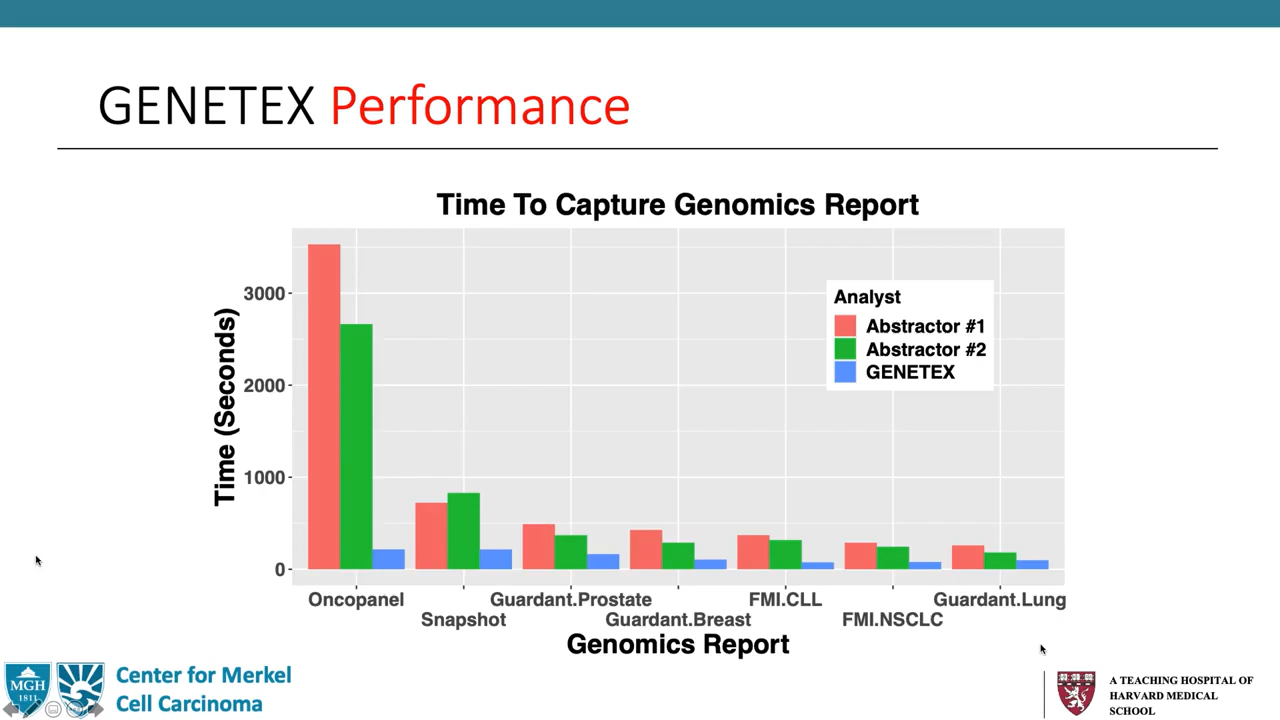 GENETEX Performance
Time To Capture Genomics Report
Time (Seconds)
3000
2000
1000
0
Analyst
Abstractor #1
Abstractor #2
GENETEX
Oncopanel
Snapshot
Guardant.Prostate
Guardant.Breast
FMI.CLL
FMI.NSCLC
Guardant.Lung
Genomics Report
MGH
1811
Center for Merkel
Cell Carcinoma
A TEACHING HOSPITAL OF
HARVARD MEDICAL
SCHOOL